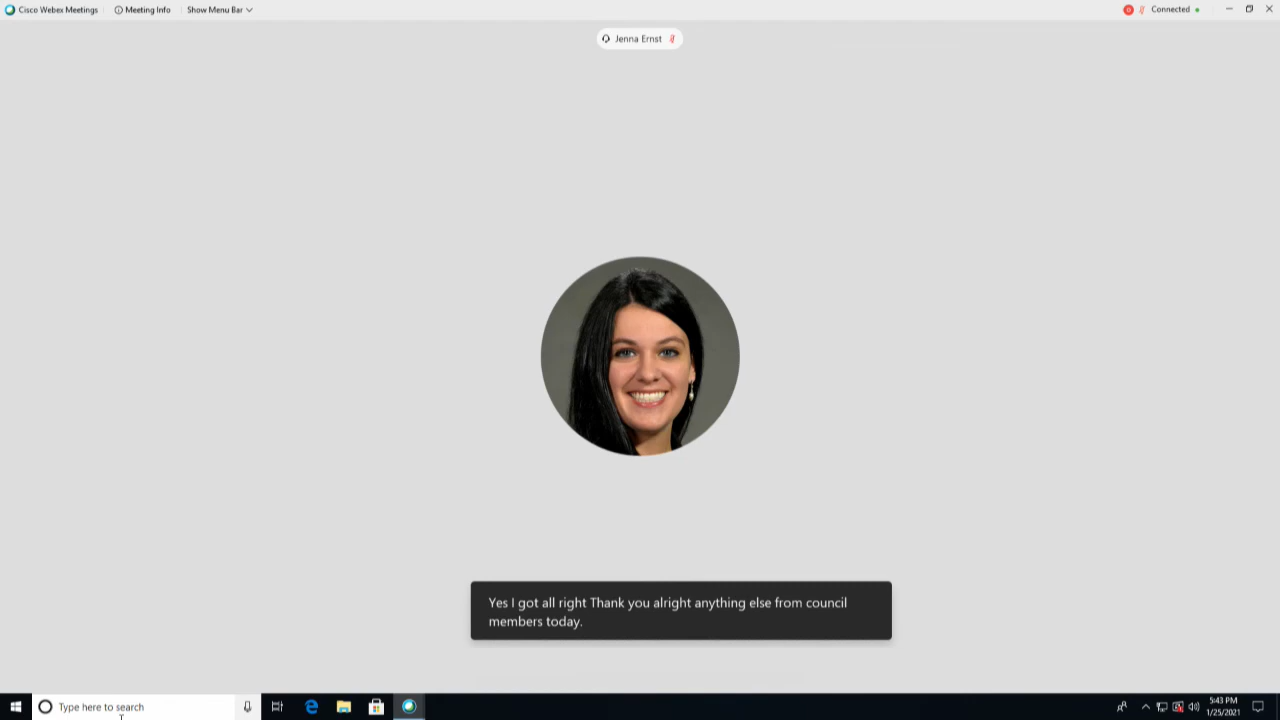 Cisco Webex Meetings
Meeting Info
Show Menu Bar
Connected
Jenna Ernst
Yes I got all right Thank you alright anything else from council
members today.
Type here to search
5:43 PM
1/25/2021